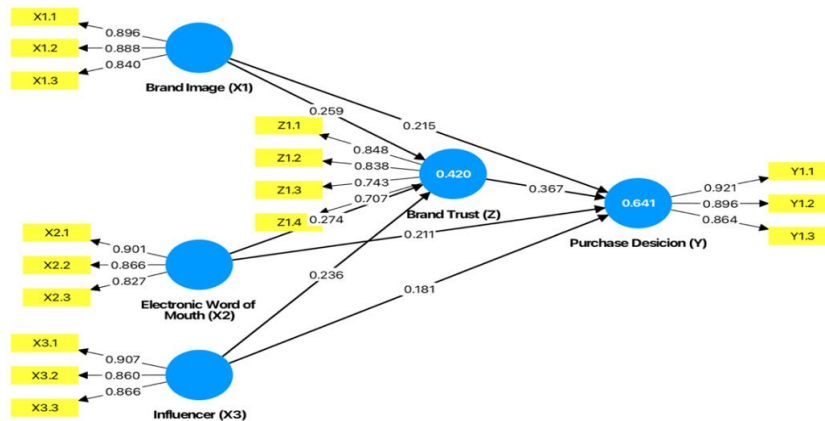 X1.1
0.896
X1.2
0.888
X1.3
0.840
Brand Image (X1)
0.259
0.215
Z1.1
0.848
Z1.2
0.838
Z1.3
0.743
Z1.4
0.707
0.420
Brand Trust (Z)
0.367
0.641
Purchase Desicion (Y)
0.921
Y1.1
0.896
Y1.2
0.864
Y1.3
0.274
0.211
X2.1
0.901
X2.2
0.866
X2.3
0.827
Electronic Word of
Mouth (X2)
0.236
0.181
X3.1
0.907
X3.2
0.860
X3.3
0.866
Influencer (X3)